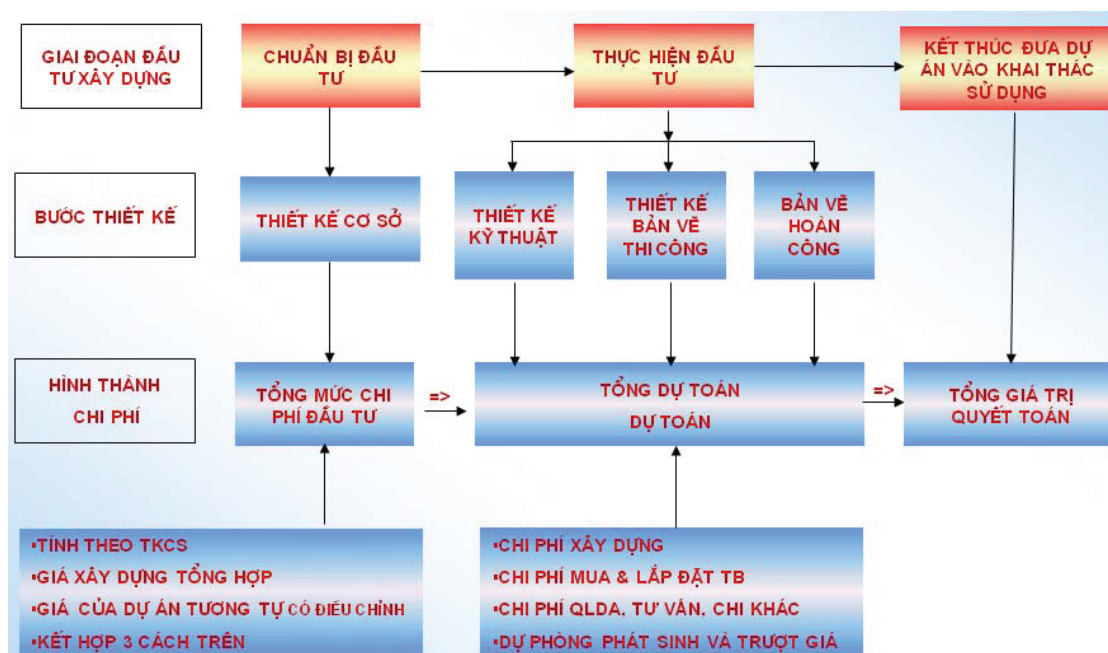 GIAI ĐOẠN ĐẦU
TƯ XÂY DỰNG
CHUẨN BỊ ĐẦU
TƯ
THỰC HIỆN ĐẦU
TƯ
KẾT THÚC ĐƯA DỰ
ÁN VÀO KHAI THÁC
SỬ DỤNG
BƯỚC THIẾT KẾ
THIẾT KẾ CƠ SỞ
THIẾT KẾ
KỸ THUẬT
THIẾT KẾ
BẢN VẼ
THI CÔNG
BẢN VẼ
HOÀN
CÔNG
HÌNH THÀNH
CHI PHÍ
TỔNG MỨC CHI
PHÍ ĐẦU TƯ
=>
TỔNG DỰ TOÁN
DỰ TOÁN
=>
TỔNG GIÁ TRỊ
QUYẾT TOÁN
▪TÍNH THEO TKCS
▪GIÁ XÂY DỰNG TỔNG HỢP
▪GIÁ CỦA DỰ ÁN TƯƠNG TỰ CÓ ĐIỀU CHỈNH
▪KẾT HỢP 3 CÁCH TRÊN
▪CHI PHÍ XÂY DỰNG
▪CHI PHÍ MUA & LẮP ĐẶT TB
▪CHI PHÍ QLDA, TƯ VẤN, CHI KHÁC
▪DỰ PHÒNG PHÁT SINH VÀ TRƯỢT GIÁ